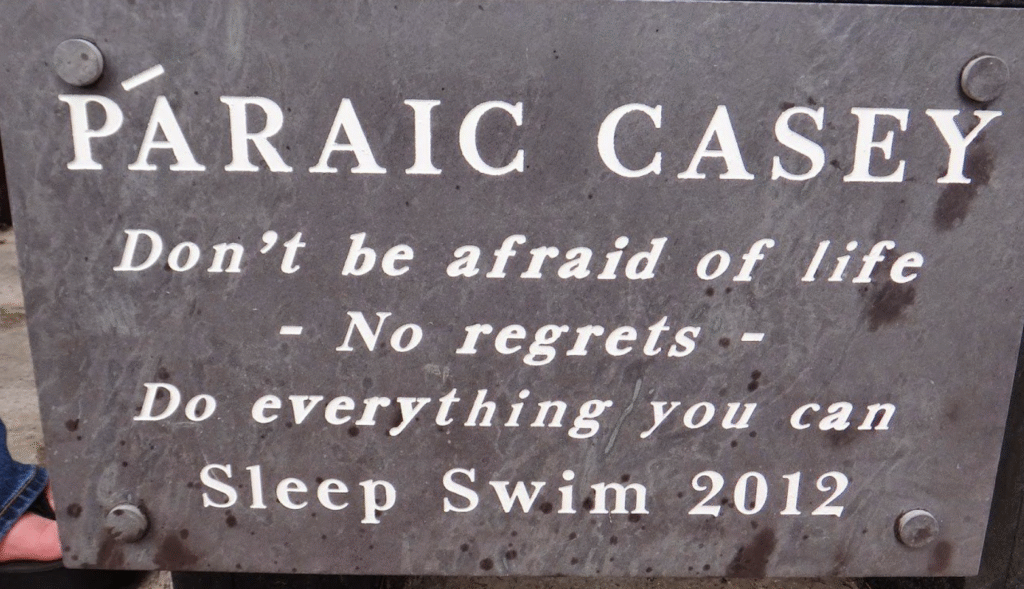 PÁRAIC CASEY
Don't be afraid of life
- No regrets -
Do everything you can
Sleep Swim 2012